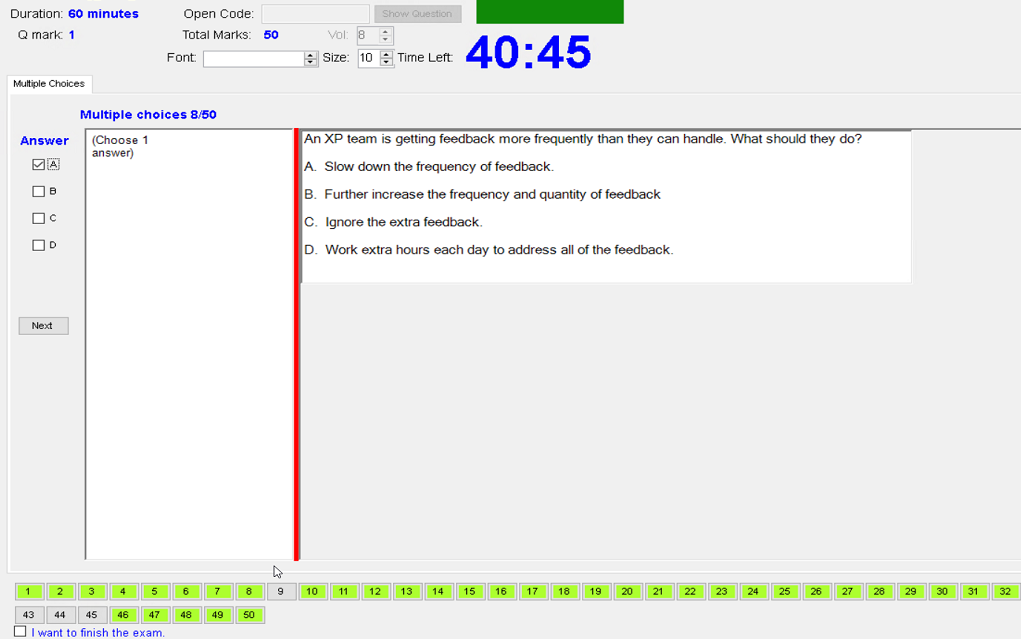 Duration: 60 minutes Open Code: Show Question
Q mark: 1 Total Marks: 50 Vol: 8
Font: Size: 10 Time Left: 40:45
Multiple Choices
Multiple choices 8/50
Answer
(Choose 1
answer)
A
B
C
D
Next
An XP team is getting feedback more frequently than they can handle. What should they do?
A. Slow down the frequency of feedback.
B. Further increase the frequency and quantity of feedback
C. Ignore the extra feedback.
D. Work extra hours each day to address all of the feedback.
1 2 3 4 5 6 7 8 9 10 11 12 13 14 15 16 17 18 19 20 21 22 23 24 25 26 27 28 29 30 31 32
43 44 45 46 47 48 49 50
I want to finish the exam.